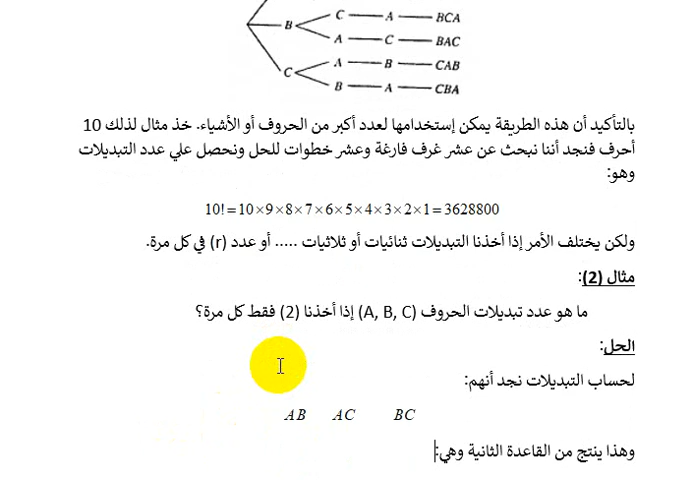 B C A BCA
A C BAC
C A B CAB
B A CBA
بالتأكيد أن هذه الطريقة يمكن إستخدامها لعدد أكبر من الحروف أو الأشياء. خذ مثال لذلك 10
أحرف فنجد أننا نبحث عن عشر غرف فارغة وعشر خطوات للحل ونحصل علي عدد التبديلات
وهو:
10! = 10×9×8×7×6×5×4×3×2×1 = 3628800
ولكن يختلف الأمر إذا أخذنا التبديلات ثنائيات أو ثلاثيات ..... أو عدد (r) في كل مرة.
مثال (2):
ما هو عدد تبديلات الحروف (A, B, C) إذا أخذنا (2) فقط كل مرة؟
الحل:
لحساب التبديلات نجد أنهم:
AB AC BC
وهذا ينتج من القاعدة الثانية وهي: